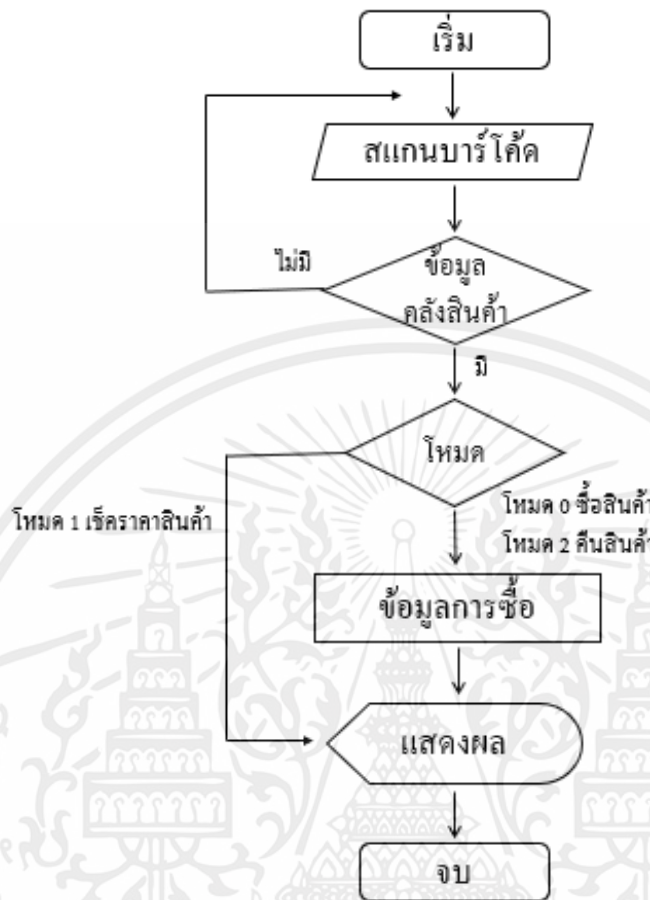 เริ่ม
สแกนบาร์โค้ด
ไม่มี
ข้อมูล
คลังสินค้า
มี
โหมด
โหมด 1 เช็คราคาสินค้า
โหมด 0 ซื้อสินค้า
โหมด 2 คืนสินค้า
ข้อมูลการซื้อ
แสดงผล
จบ